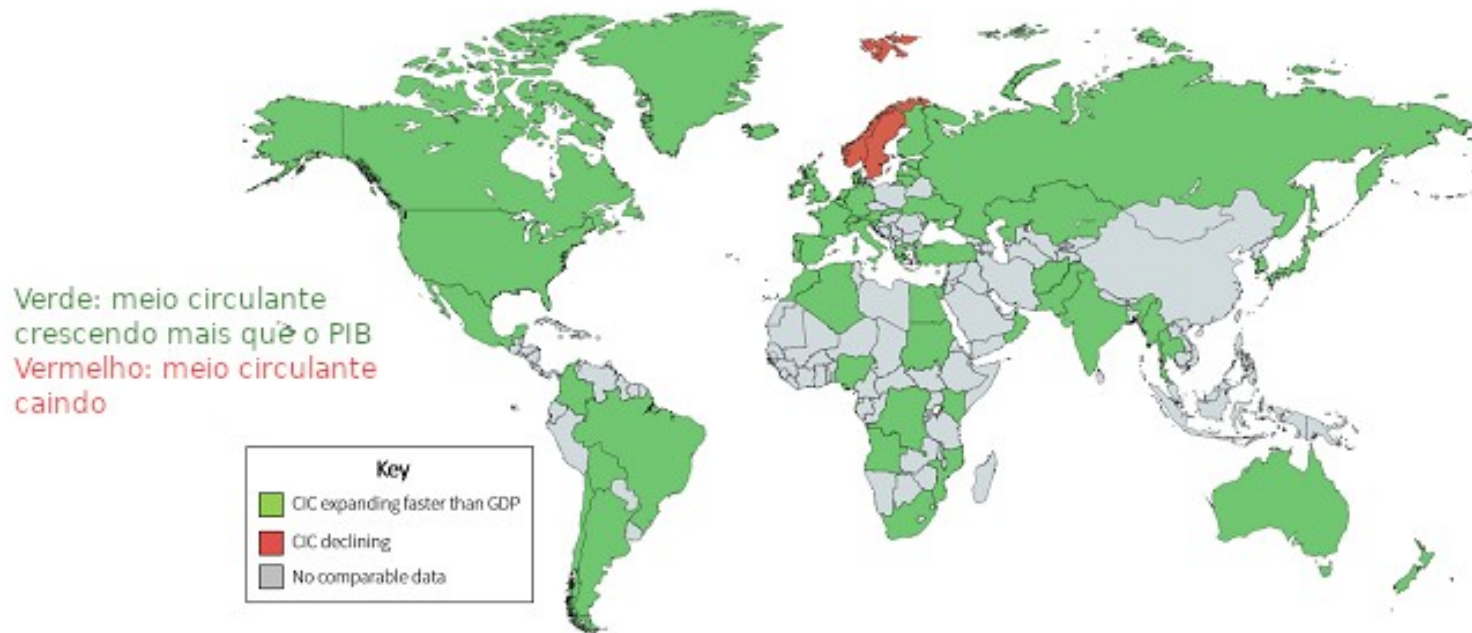 Verde: meio circulante
crescendo mais que o PIB
Vermelho: meio circulante
caindo
Key
CIC expanding faster than GDP
CIC declining
No comparable data